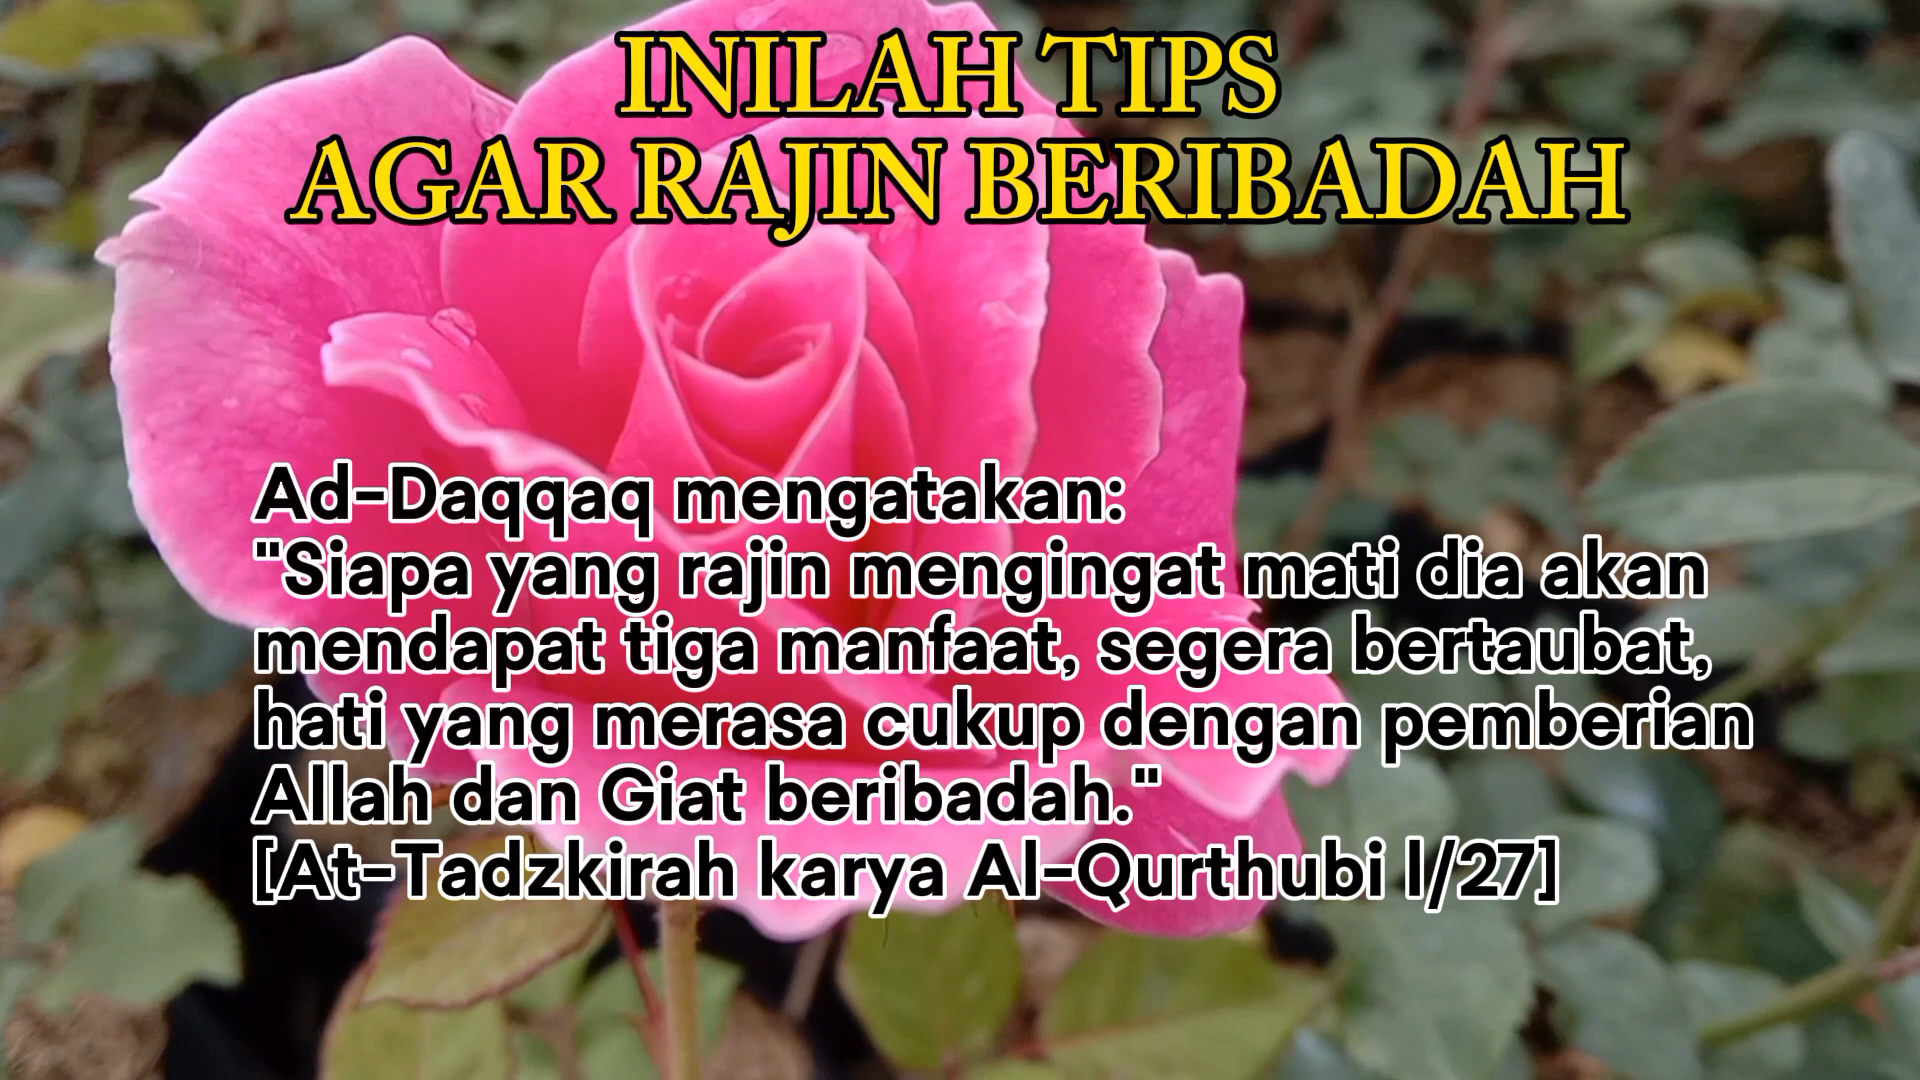 INILAH TIPS
AGAR RAJIN BERIBADAH
Ad-Daqqaq mengatakan:
"Siapa yang rajin mengingat mati dia akan
mendapat tiga manfaat, segera bertaubat,
hati yang merasa cukup dengan pemberian
Allah dan Giat beribadah."
[At-Tadzkirah karya Al-Qurthubi l/27]